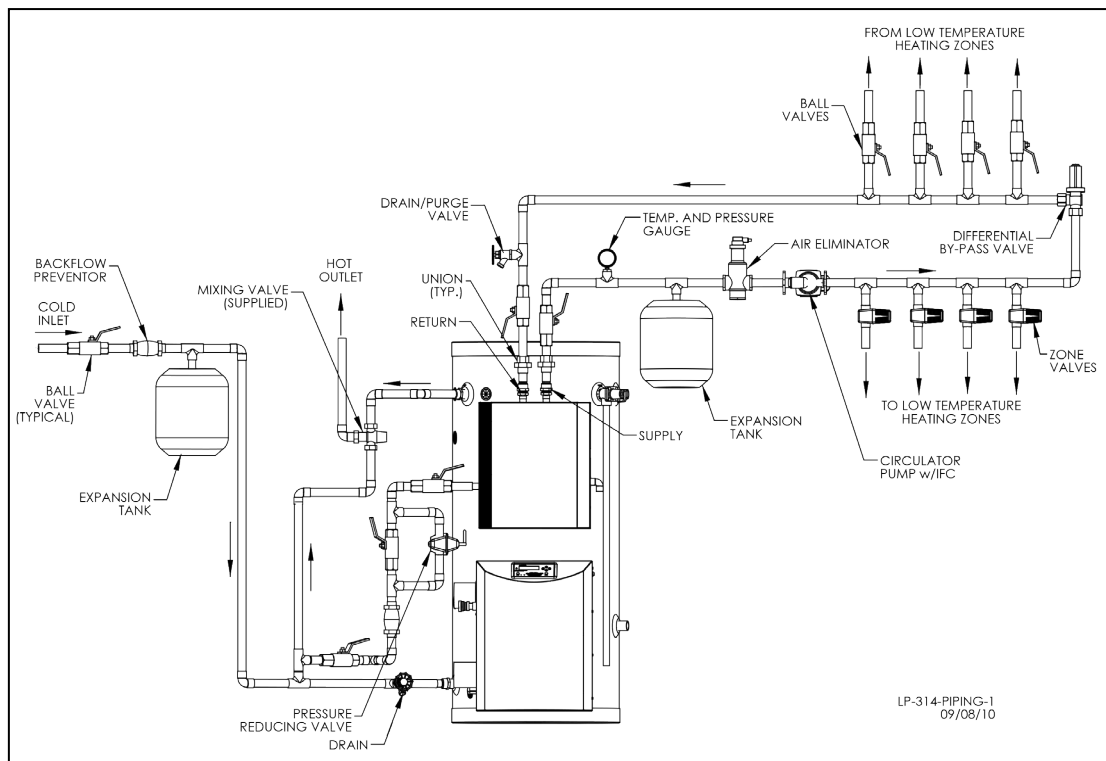 FROM LOW TEMPERATURE
HEATING ZONES
BALL
VALVES
DRAIN/PURGE
VALVE
TEMP. AND PRESSURE
GAUGE
AIR ELIMINATOR
DIFFERENTIAL
BY-PASS VALVE
BACKFLOW
PREVENTOR
HOT
OUTLET
MIXING VALVE
(SUPPLIED)
UNION
(TYP.)
COLD
INLET
RETURN
ZONE
VALVES
BALL
VALVE
(TYPICAL)
TO LOW TEMPERATURE
HEATING ZONES
EXPANSION
TANK
SUPPLY
CIRCULATOR
PUMP w/IFC
EXPANSION
TANK
PRESSURE
REDUCING VALVE
DRAIN
LP-314-PIPING-1
09/08/10